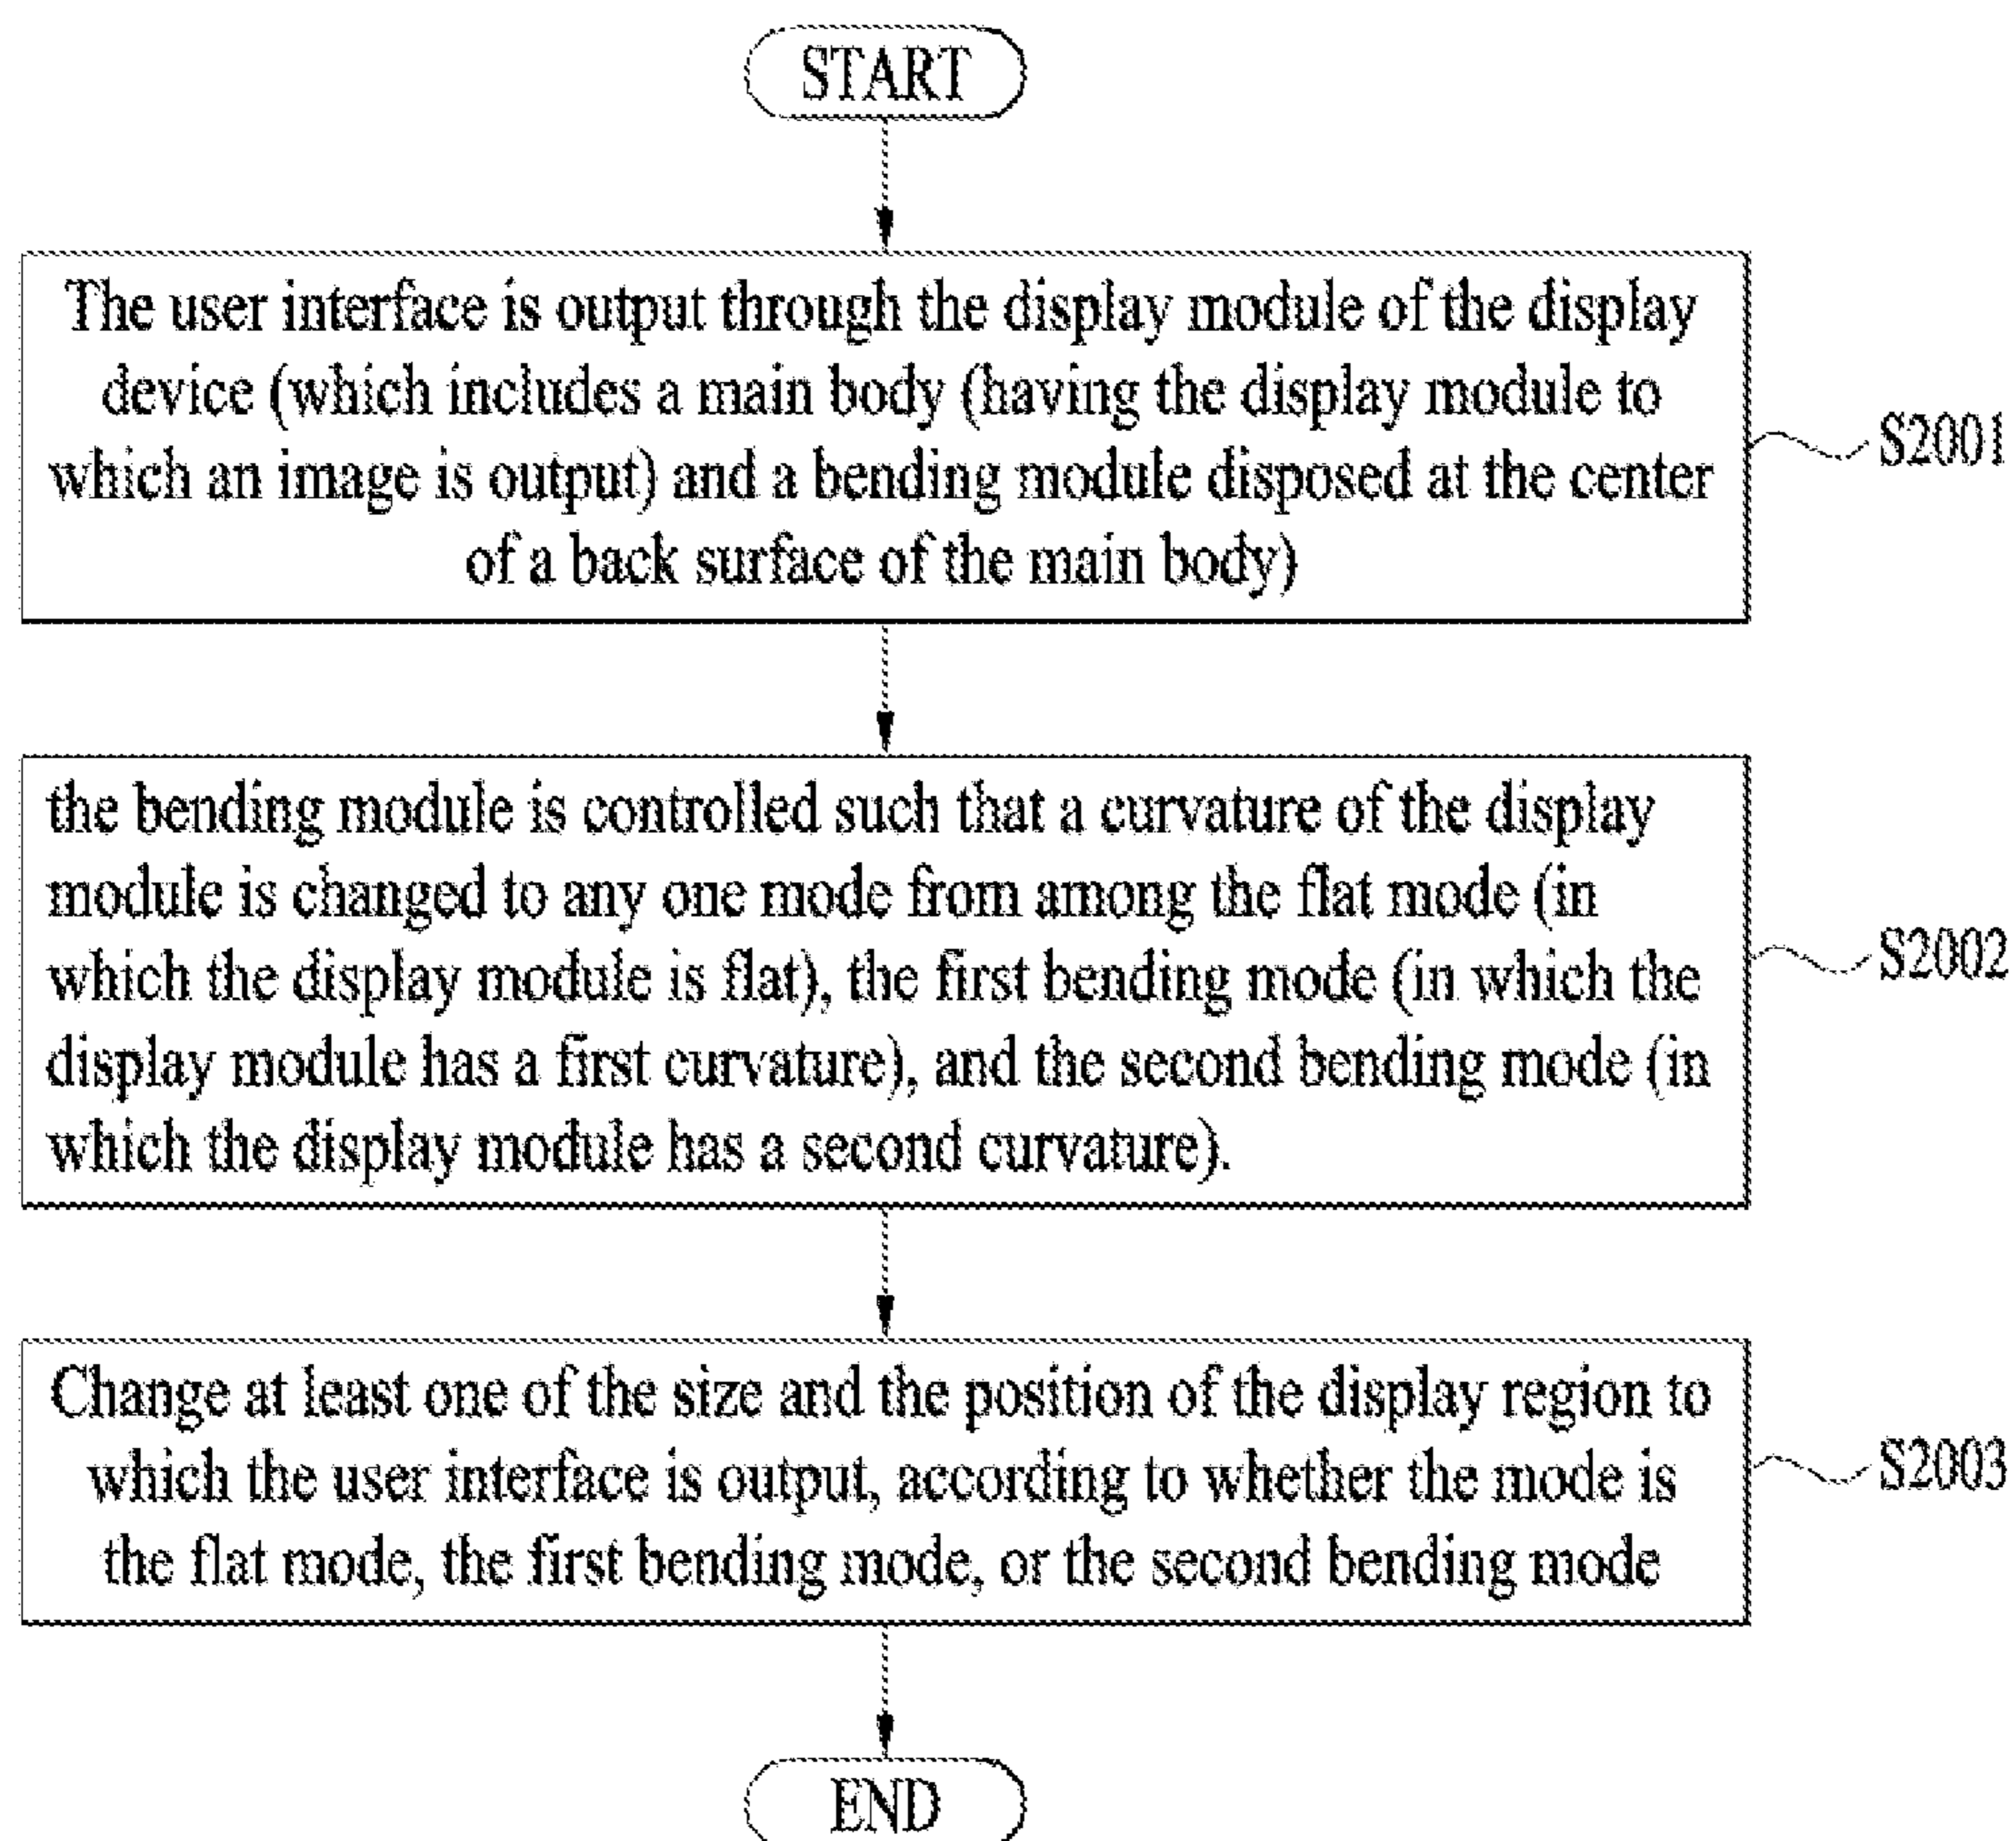 START
The user interface is output through the display module of the display
device (which includes a main body (having the display module to
which an image is output) and a bending module disposed at the center
of a back surface of the main body)
S2001
the bending module is controlled such that a curvature of the display
module is changed to any one mode from among the flat mode (in
which the display module is flat), the first bending mode (in which the
display module has a first curvature), and the second bending mode (in
which the display module has a second curvature).
S2002
Change at least one of the size and the position of the display region to
which the user interface is output, according to whether the mode is
the flat mode, the first bending mode, or the second bending mode
S2003
END